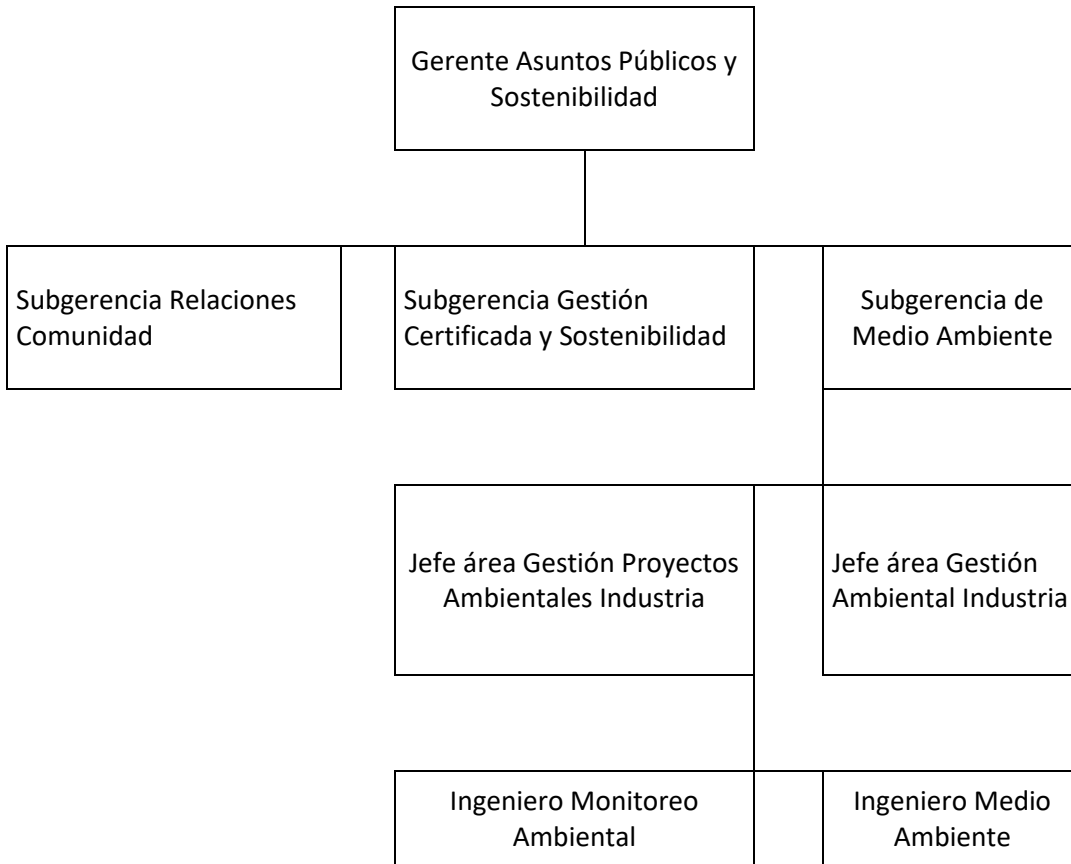 Gerente Asuntos Públicos y
Sostenibilidad
Subgerencia Relaciones
Comunidad
Subgerencia Gestión
Certificada y Sostenibilidad
Subgerencia de
Medio Ambiente
Jefe área Gestión Proyectos
Ambientales Industria
Jefe área Gestión
Ambiental Industria
Ingeniero Monitoreo
Ambiental
Ingeniero Medio
Ambiente